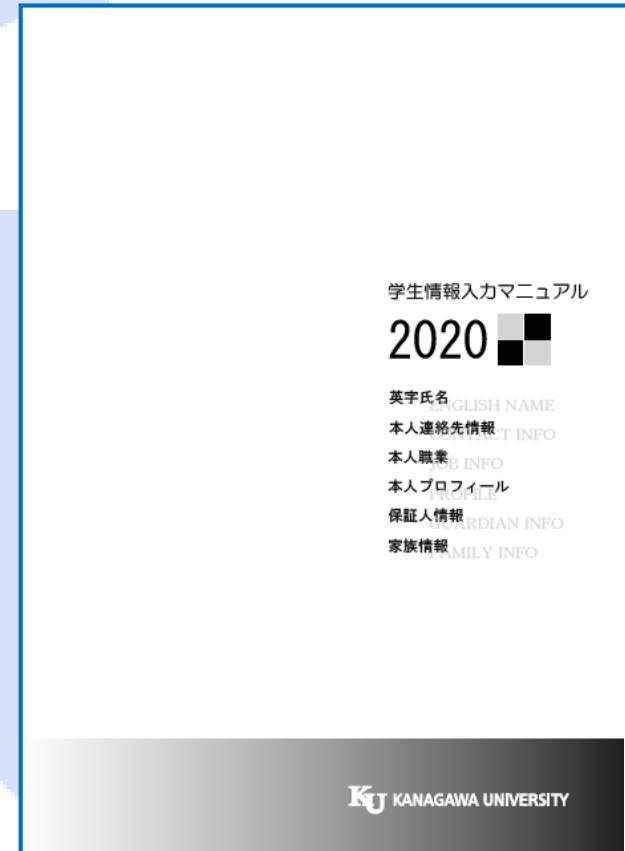 学生情報入力マニュアル
2020
英字氏名
ENGLISH NAME
本人連絡先情報
CONTACT INFO
本人職業
JOB INFO
本人プロフィール
PROFILE
保証人情報
GUARDIAN INFO
家族情報
FAMILY INFO
KU KANAGAWA UNIVERSITY